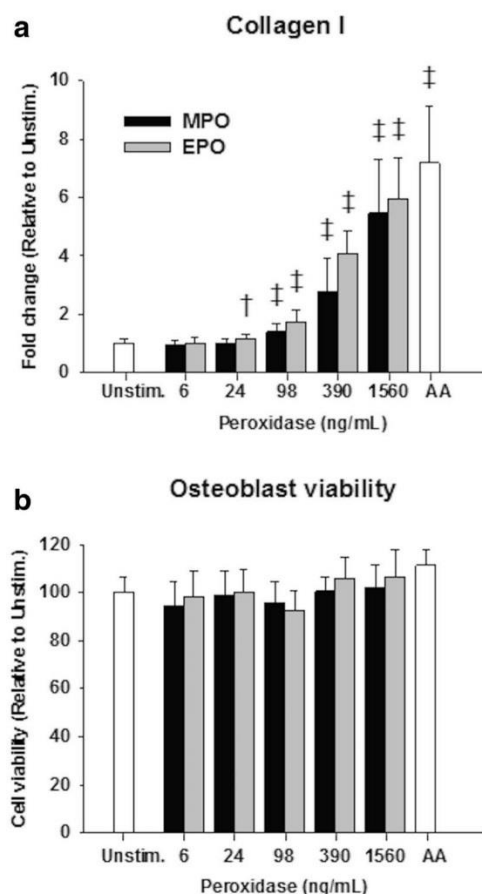 a
Collagen I
10
8
6
4
2
0
Fold change (Relative to Unstim.)
MPO
EPO
†
‡ ‡
‡ ‡
‡ ‡
‡
Unstim. 6 24 98 390 1560 AA
Peroxidase (ng/mL)
b
Osteoblast viability
120
100
80
60
40
20
0
Cell viability (Relative to Unstim.)
Unstim. 6 24 98 390 1560 AA
Peroxidase (ng/mL)